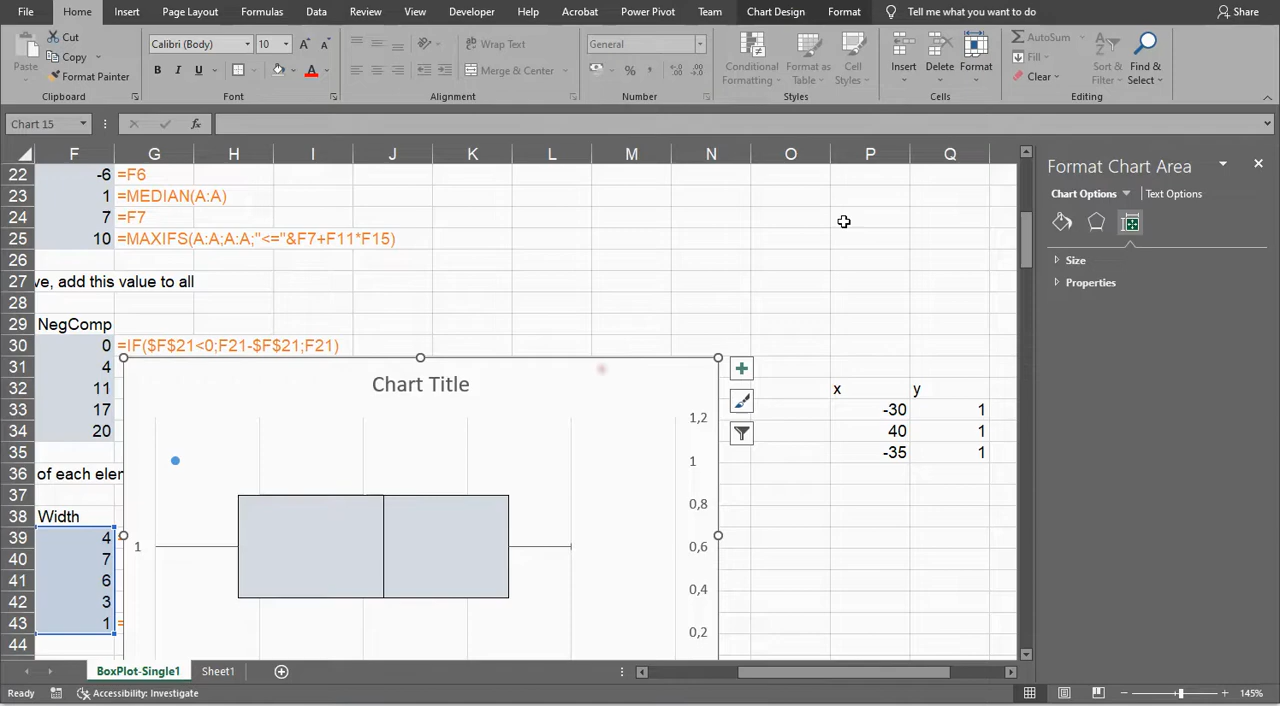 File Home Insert Page Layout Formulas Data Review View Developer Help Acrobat Power Pivot Team Chart Design Format Tell me what you want to do Share
Paste Cut Copy Format Painter
Calibri (Body) 10 A A
B I U A
Wrap Text
Merge & Center
General
%
Conditional Formatting Format as Table Cell Styles
Insert Delete Format
AutoSum Fill Clear
Sort & Filter Find & Select
Clipboard Font Alignment Number Styles Cells Editing
Chart 15 fx
F G H I J K L M N O P Q
22 -6 =F6
23 1 =MEDIAN(A:A)
24 7 =F7
25 10 =MAXIFS(A:A;A:A;"<="&F7+F11*F15)
26
27 ve, add this value to all
28
29 NegComp
30 0 =IF($F$21<0;F21-$F$21;F21)
31 4
32 11 x y
33 17 -30 1
34 20 40 1
35 -35 1
36 of each elen
37
38 Width
39 4
40 7
41 6
42 3
43 1 =
44
Chart Title
1,2
1
0,8
1 0,6
0,4
0,2
Format Chart Area
Chart Options Text Options
Size
Properties
BoxPlot-Single1 Sheet1
Ready Accessibility: Investigate 145%